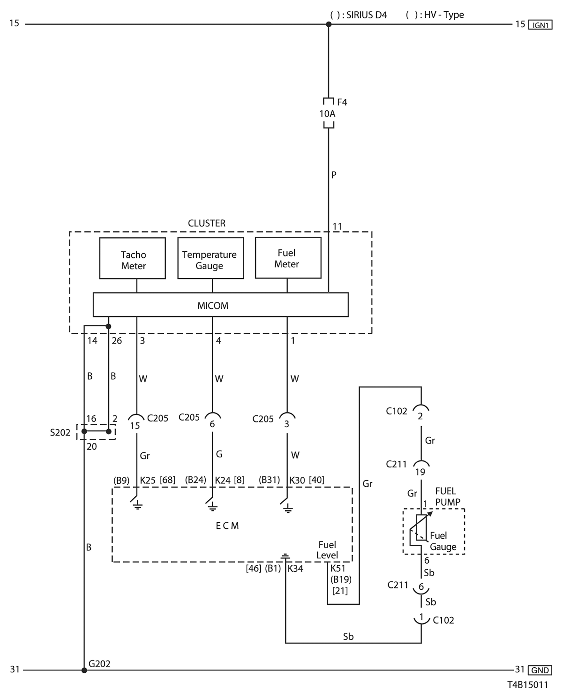 ( ) : SIRIUS D4 ( ) : HV - Type
15 15 IGN1
F4
10A
P
CLUSTER 11
Tacho Meter
Temperature Gauge
Fuel Meter
MICOM
14 26 3 4 1
B B W W W
16 2
S202
20
C205 15
C205 6
C205 3
C102 2
Gr G W Gr Gr
C211 19
(B9) K25 [68] (B24) K24 [8] (B31) K30 [40]
Gr 1 FUEL PUMP
E C M
Fuel Gauge
Fuel Level
B
6
[46] (B1) K34 K51 (B19) [21]
Sb
C211 6
Sb
1 C102
Sb
G202
31 31 GND
T4B15011